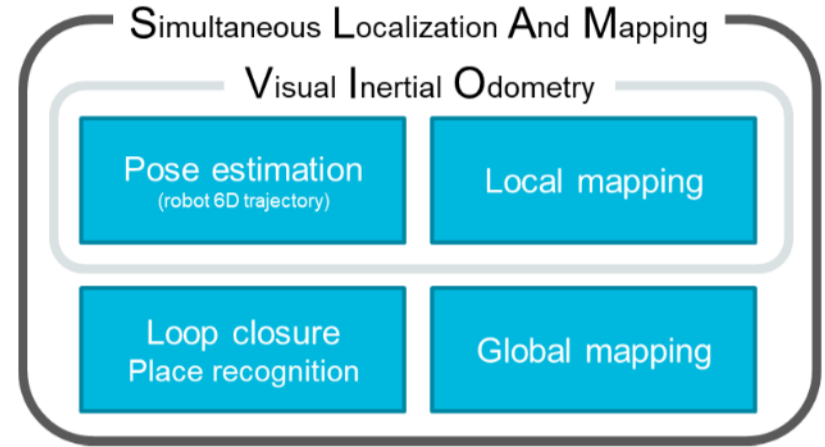 Simultaneous Localization And Mapping
Visual Inertial Odometry
Pose estimation
(robot 6D trajectory)
Local mapping
Loop closure
Place recognition
Global mapping